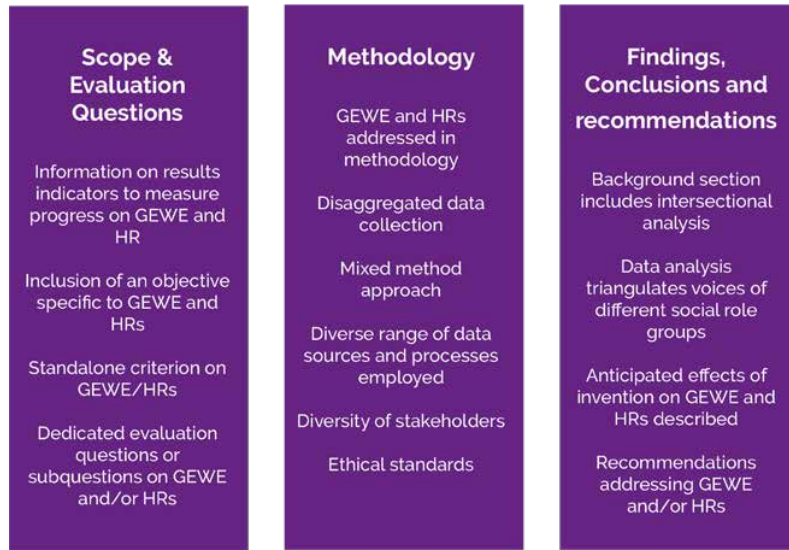 Scope &
Evaluation
Questions
Information on results
indicators to measure
progress on GEWE and
HR
Inclusion of an objective
specific to GEWE and
HRs
Standalone criterion on
GEWE/HRs
Dedicated evaluation
questions or
subquestions on GEWE
and/or HRs
Methodology
GEWE and HRs
addressed in
methodology
Disaggregated data
collection
Mixed method
approach
Diverse range of data
sources and processes
employed
Diversity of stakeholders
Ethical standards
Findings,
Conclusions and
recommendations
Background section
includes intersectional
analysis
Data analysis
triangulates voices of
different social role
groups
Anticipated effects of
invention on GEWE and
HRs described
Recommendations
addressing GEWE
and/or HRs